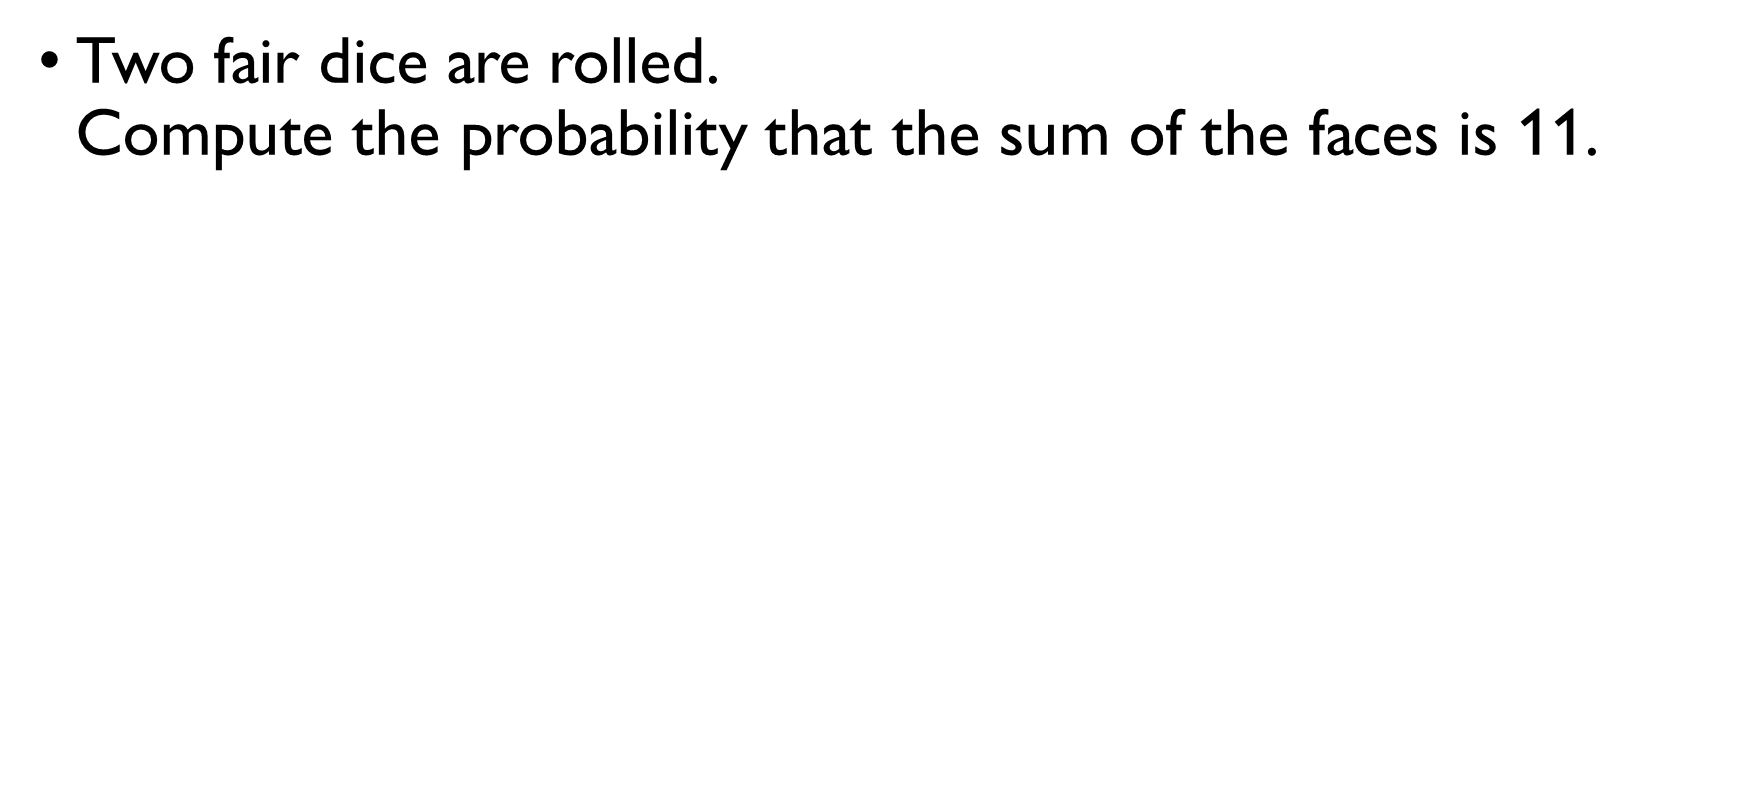 • Two fair dice are rolled.
Compute the probability that the sum of the faces is 11.